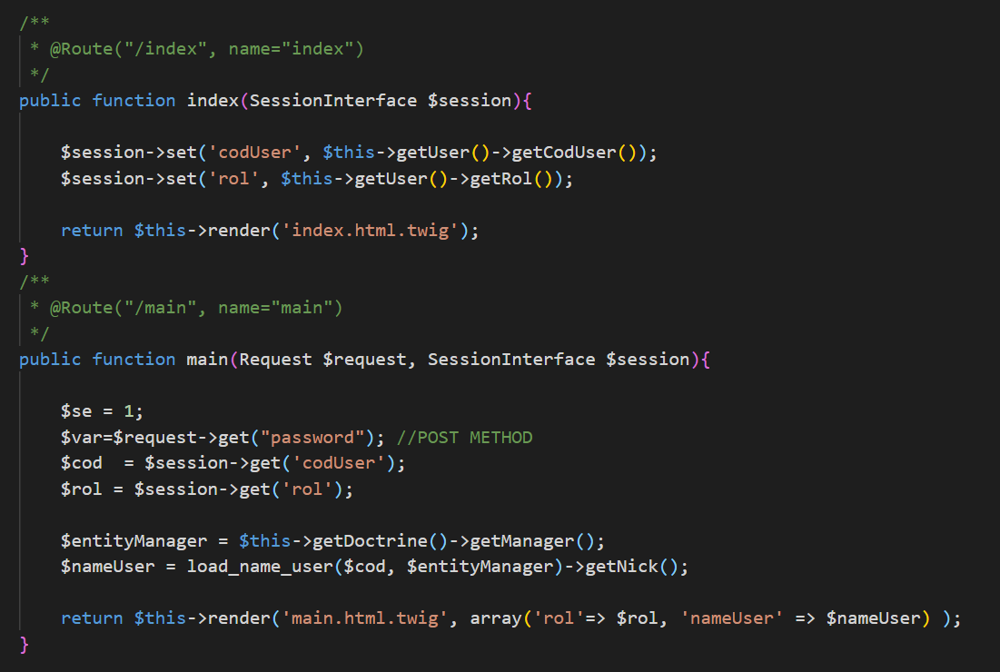 /**
 * @Route("/index", name="index")
 */
public function index(SessionInterface $session){
    $session->set('codUser', $this->getUser()->getCodUser());
    $session->set('rol', $this->getUser()->getRol());
    return $this->render('index.html.twig');
}
/**
 * @Route("/main", name="main")
 */
public function main(Request $request, SessionInterface $session){
    $se = 1;
    $var=$request->get("password"); //POST METHOD
    $cod  = $session->get('codUser');
    $rol = $session->get('rol');
    $entityManager = $this->getDoctrine()->getManager();
    $nameUser = load_name_user($cod, $entityManager)->getNick();
    return $this->render('main.html.twig', array('rol'=> $rol, 'nameUser' => $nameUser) );
}